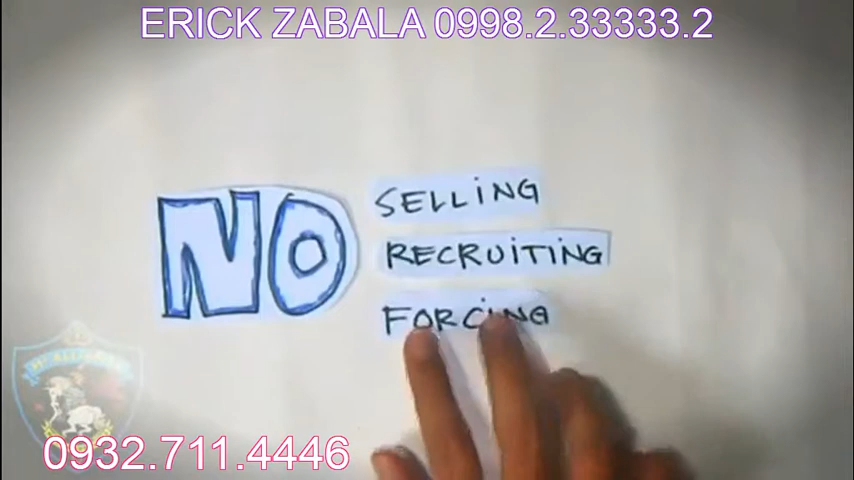 ERICK ZABALA 0998.2.33333.2
NO
SELLING
RECRUITING
FORCING
0932.711.4446